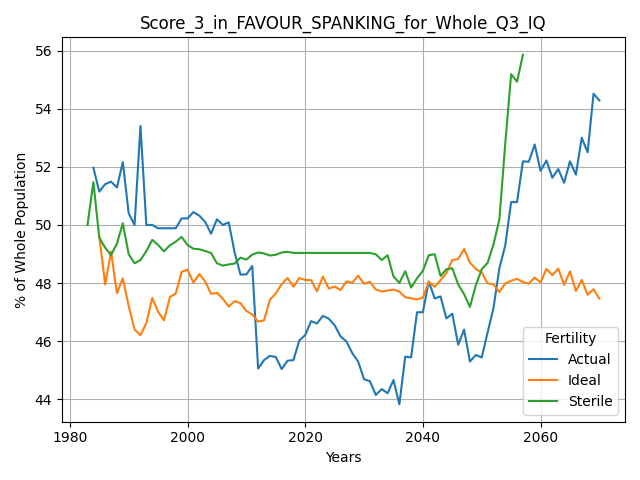 Score_3_in_FAVOUR_SPANKING_for_Whole_Q3_IQ
56
54
52
50
48
46
44
% of Whole Population
1980
2000
2020
2040
2060
Years
Fertility
Actual
Ideal
Sterile